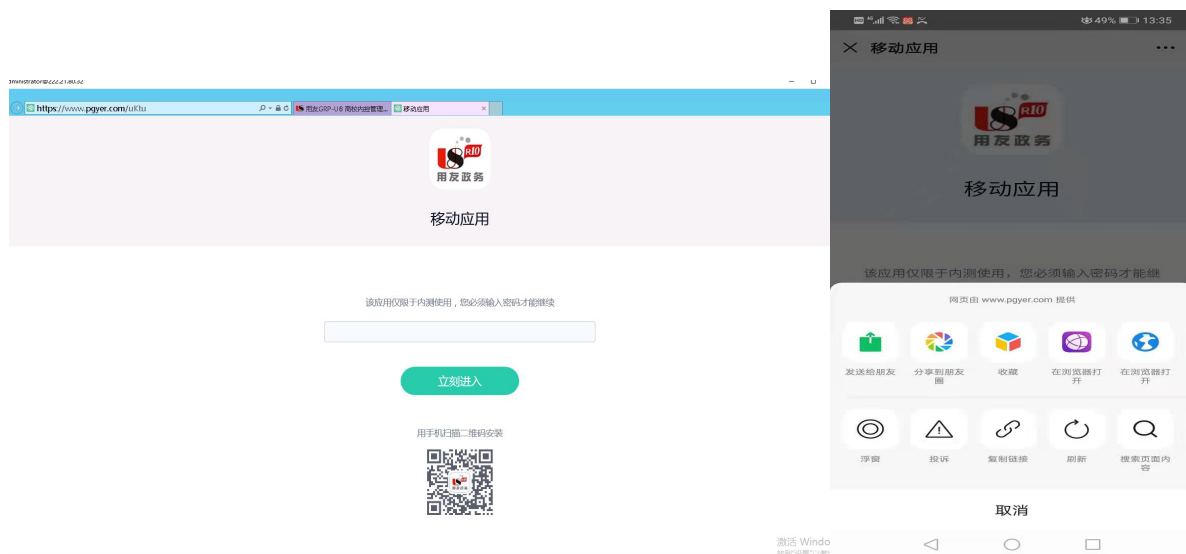 dministrator@222.21.80.32
https://www.pgyer.com/uKtu
用友GRP-U8 高校内控管理...
移动应用
U8 R10
用友政务
移动应用
该应用仅限于内测使用，您必须输入密码才能继续
立刻进入
用手机扫描二维码安装
激活 Windo
49% 13:35
移动应用
U8 R10
用友政务
移动应用
该应用仅限于内测使用，您必须输入密码才能继
网页由 www.pgyer.com 提供
发送给朋友
分享到朋友圈
收藏
在浏览器打开
在浏览器打开
浮窗
投诉
复制链接
刷新
搜索页面内容
取消